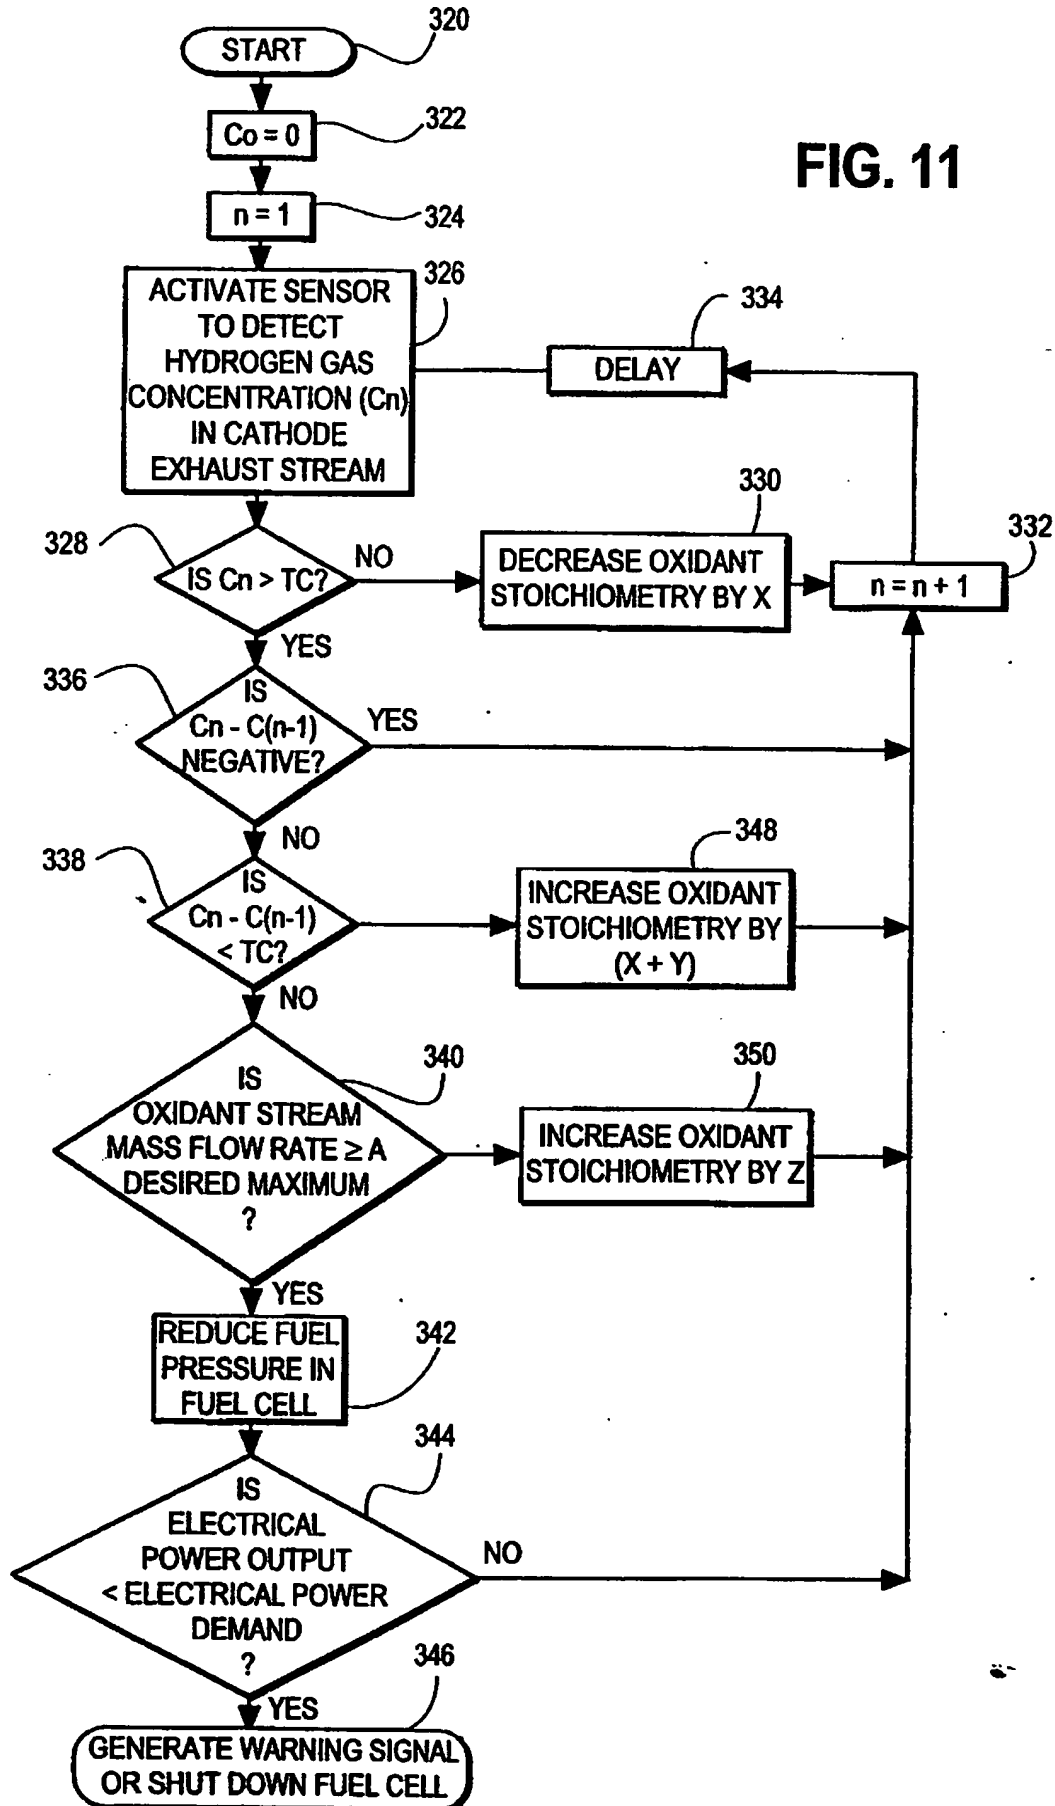 320
START
322
Co = 0
FIG. 11
n = 1
324
326
ACTIVATE SENSOR
TO DETECT
HYDROGEN GAS
CONCENTRATION (Cn)
IN CATHODE
EXHAUST STREAM
334
DELAY
330
332
328
IS Cn > TC?
NO
DECREASE OXIDANT
STOICHIOMETRY BY X
n = n + 1
YES
336
IS
Cn - C(n-1)
NEGATIVE?
YES
NO
338
IS
Cn - C(n-1)
< TC?
348
INCREASE OXIDANT
STOICHIOMETRY BY
(X + Y)
NO
340
IS
OXIDANT STREAM
MASS FLOW RATE ≥ A
DESIRED MAXIMUM
?
350
INCREASE OXIDANT
STOICHIOMETRY BY Z
YES
REDUCE FUEL
PRESSURE IN
FUEL CELL
342
344
IS
ELECTRICAL
POWER OUTPUT
< ELECTRICAL POWER
DEMAND
?
NO
346
YES
GENERATE WARNING SIGNAL
OR SHUT DOWN FUEL CELL